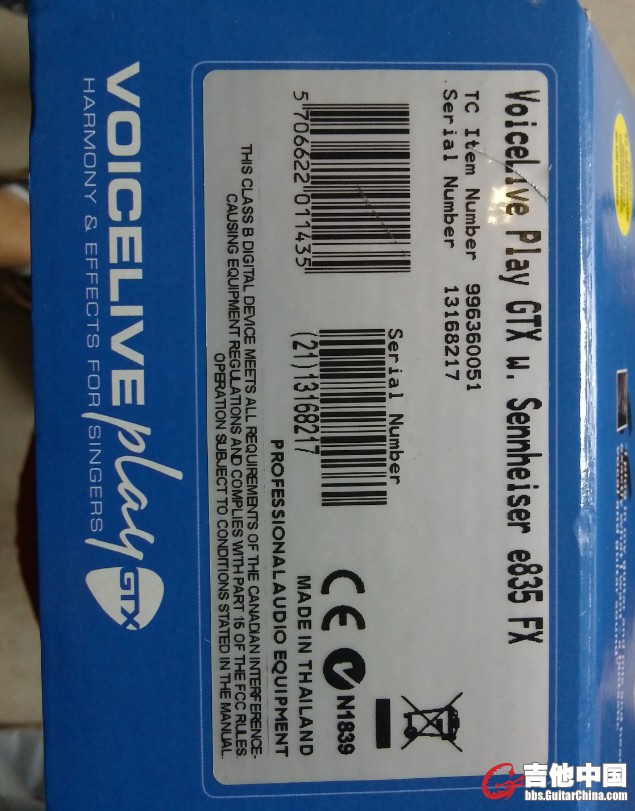 VoiceLive Play GTX w. Sennheiser e835 FX
TC Item Number 996360051
Serial Number 13168217
5 706622 011435
Serial Number
(21)13168217
PROFESSIONAL AUDIO EQUIPMENT
MADE IN THAILAND
CE
N1839
THIS CLASS B DIGITAL DEVICE MEETS ALL REQUIREMENTS OF THE CANADIAN INTERFERENCE-
CAUSING EQUIPMENT REGULATIONS AND COMPLIES WITH PART 15 OF THE FCC RULES.
OPERATION SUBJECT TO CONDITIONS STATED IN THE MANUAL.
VOICELIVE play GTX
HARMONY & EFFECTS FOR SINGERS
吉他中国
bbs.GuitarChina.com